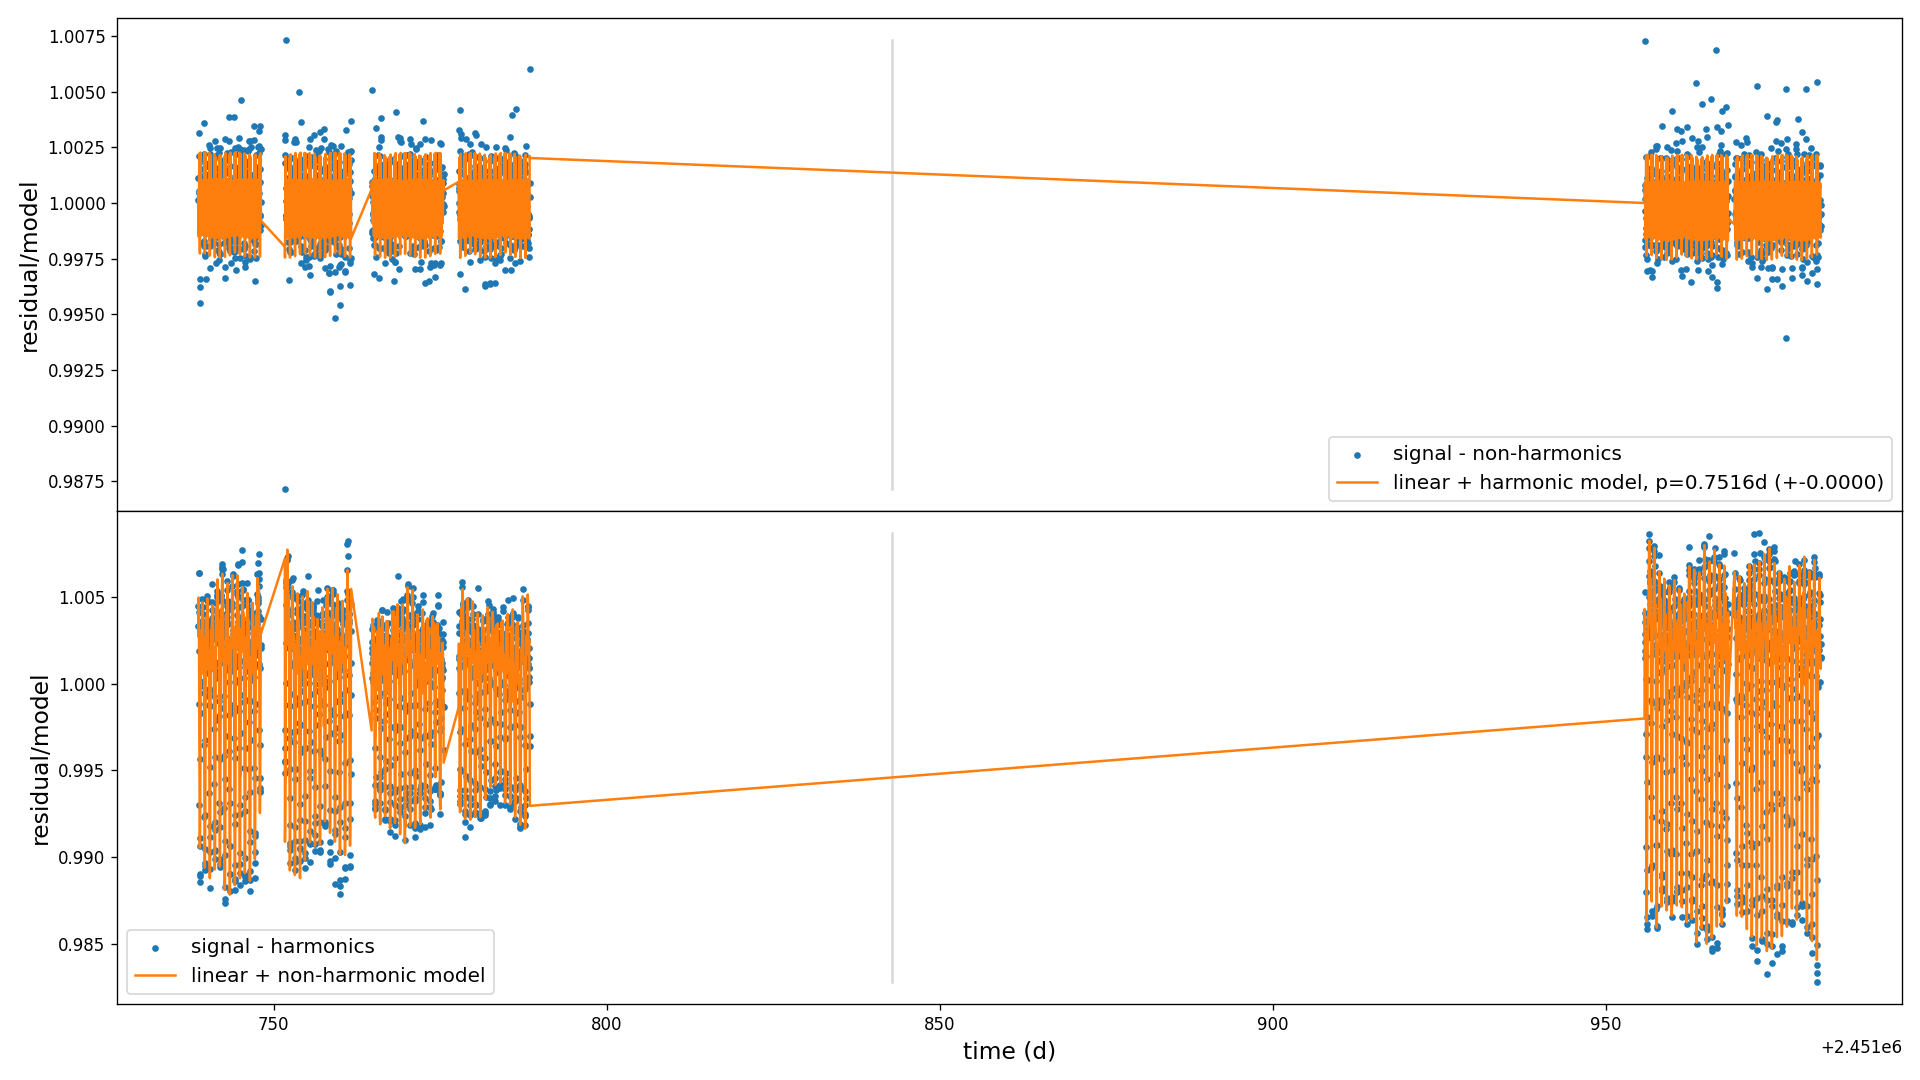 1.0075
1.0050
1.0025
1.0000
0.9975
0.9950
0.9925
0.9900
0.9875
residual/model
signal - non-harmonics
linear + harmonic model, p=0.7516d (+-0.0000)
1.005
1.000
0.995
0.990
0.985
residual/model
signal - harmonics
linear + non-harmonic model
750
800
850
900
950
time (d)
+2.451e6